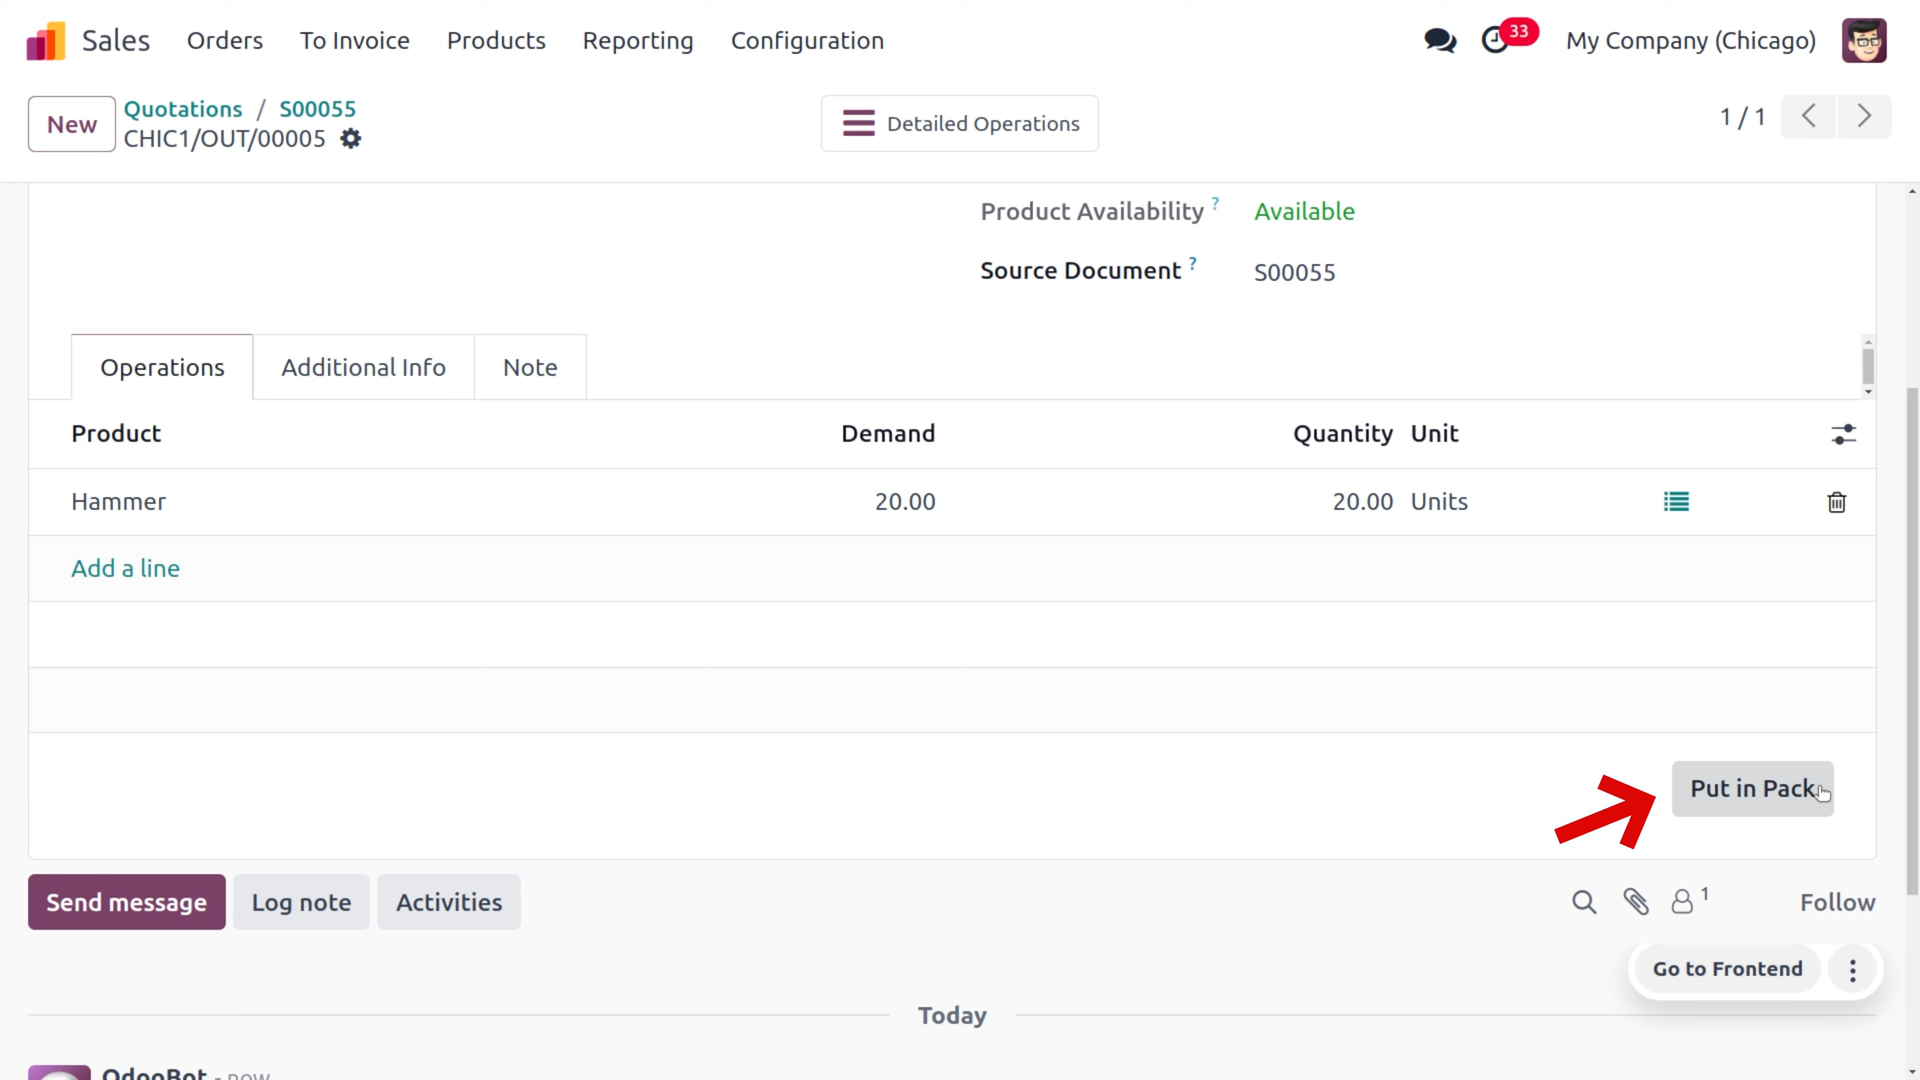 Sales Orders To Invoice Products Reporting Configuration 33 My Company (Chicago)
New Quotations / S00055
CHIC1/OUT/00005
Detailed Operations
1 / 1
Product Availability ? Available
Source Document ? S00055
Operations Additional Info Note
Product Demand Quantity Unit
Hammer 20.00 20.00 Units
Add a line
Put in Pack
Send message Log note Activities 1 Follow
Go to Frontend
Today
OdooBot - now